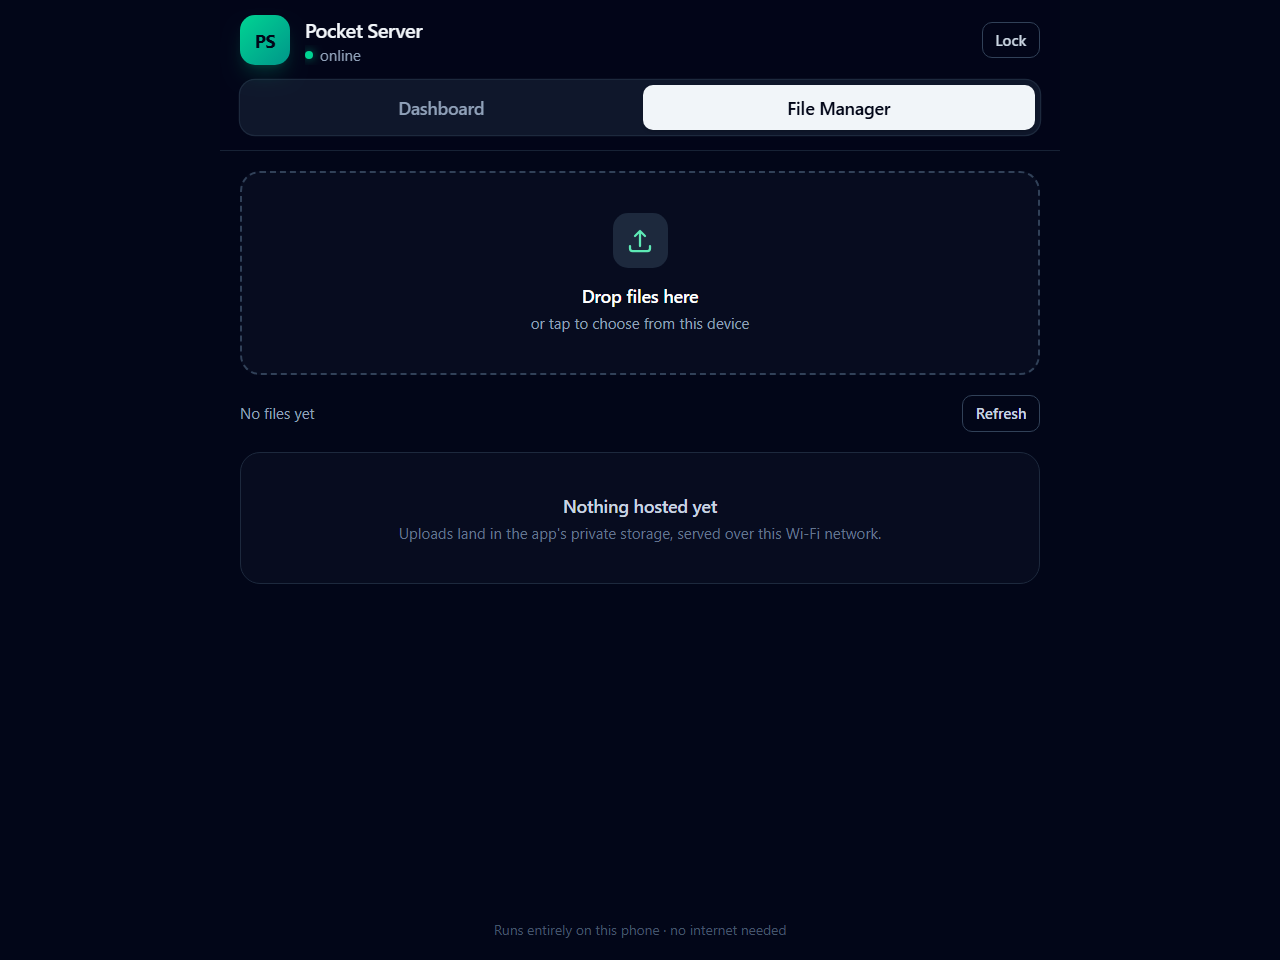 PS
Pocket Server
online
Lock
Dashboard
File Manager
Drop files here
or tap to choose from this device
No files yet
Refresh
Nothing hosted yet
Uploads land in the app's private storage, served over this Wi-Fi network.
Runs entirely on this phone · no internet needed